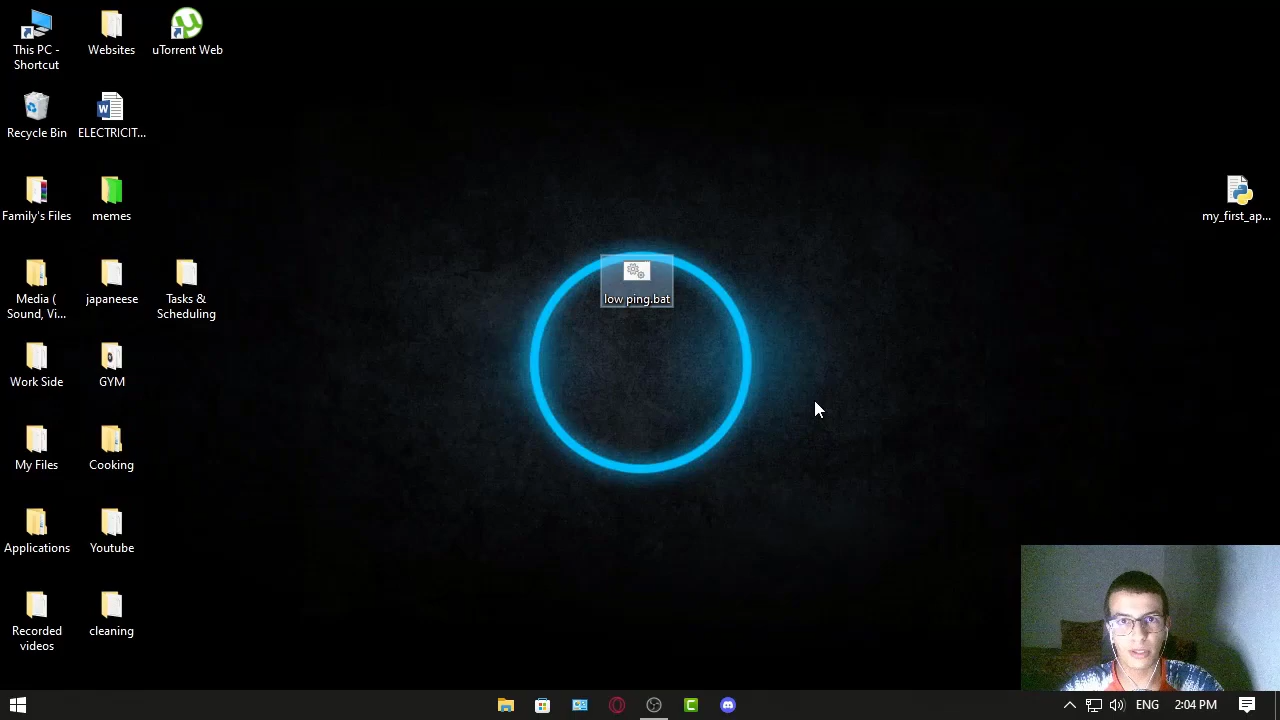 This PC -
Shortcut
Websites
uTorrent Web
Recycle Bin
ELECTRICIT...
Family's Files
memes
my_first_ap...
Media (
Sound, Vi...
japaneese
Tasks &
Scheduling
low ping.bat
Work Side
GYM
My Files
Cooking
Applications
Youtube
Recorded
videos
cleaning
ENG
2:04 PM